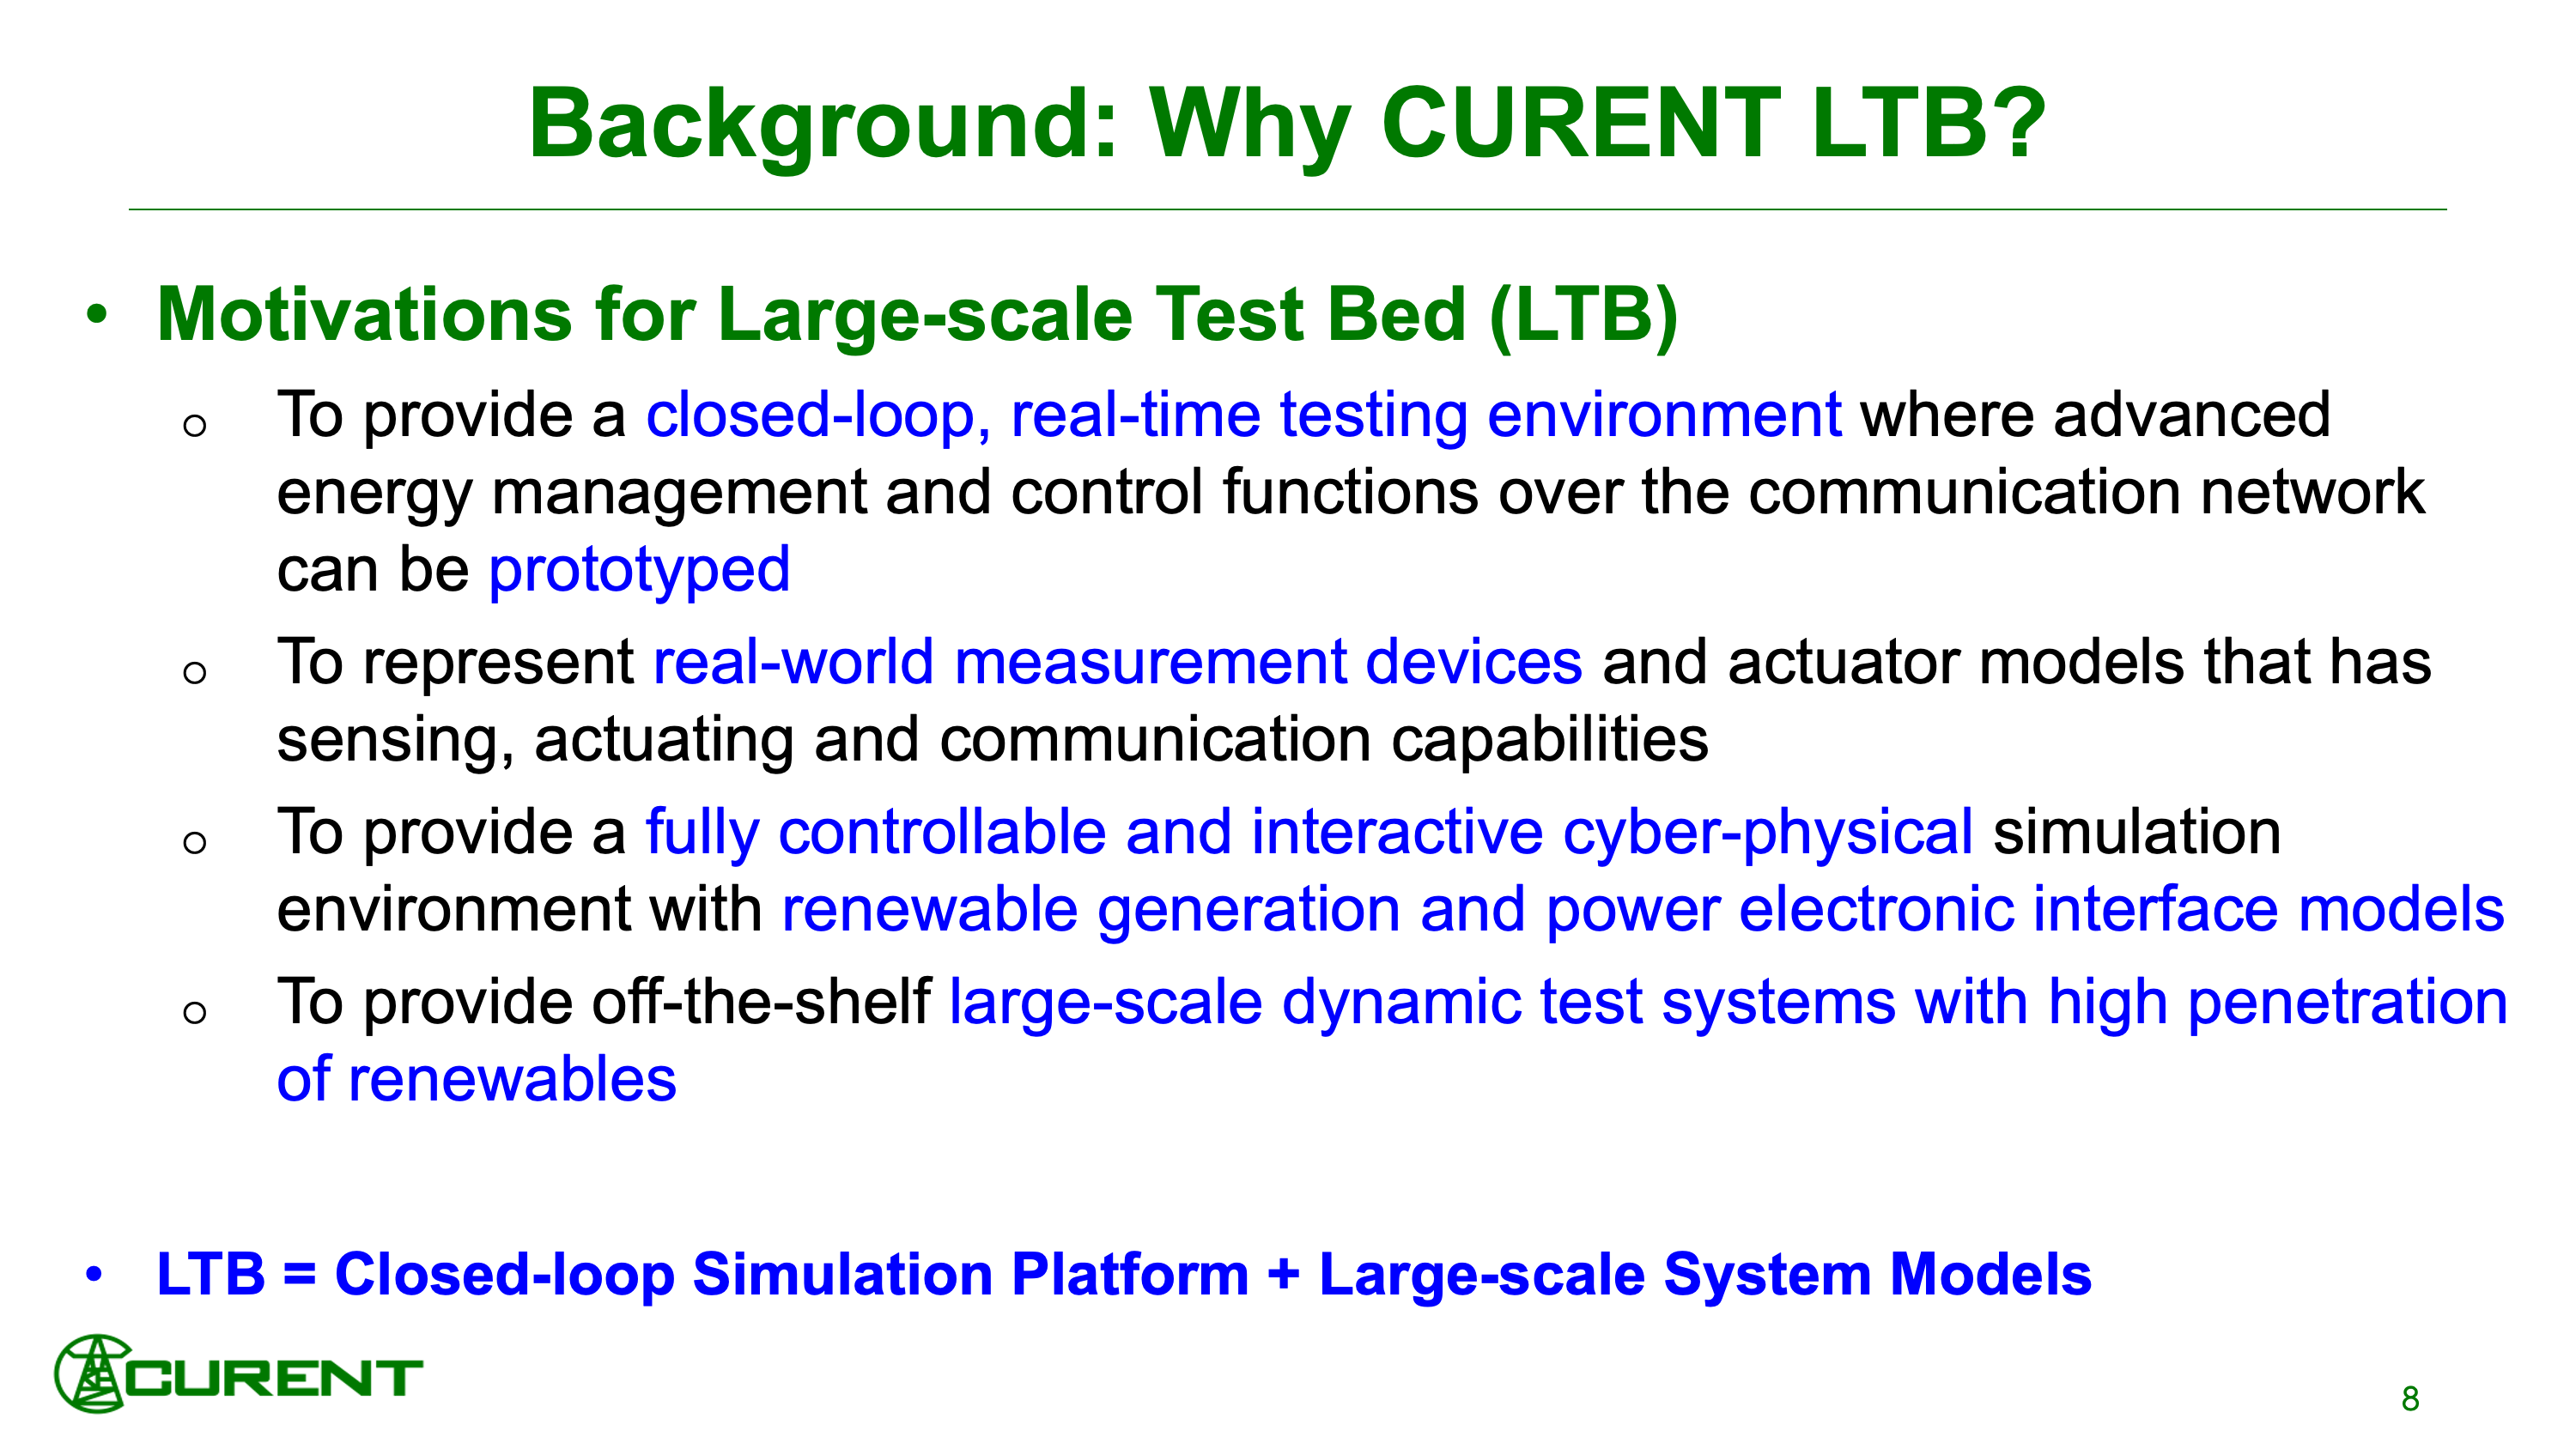 Background: Why CURENT LTB?
• Motivations for Large-scale Test Bed (LTB)
○ To provide a closed-loop, real-time testing environment where advanced
energy management and control functions over the communication network
can be prototyped
○ To represent real-world measurement devices and actuator models that has
sensing, actuating and communication capabilities
○ To provide a fully controllable and interactive cyber-physical simulation
environment with renewable generation and power electronic interface models
○ To provide off-the-shelf large-scale dynamic test systems with high penetration
of renewables
• LTB = Closed-loop Simulation Platform + Large-scale System Models
CURENT
8